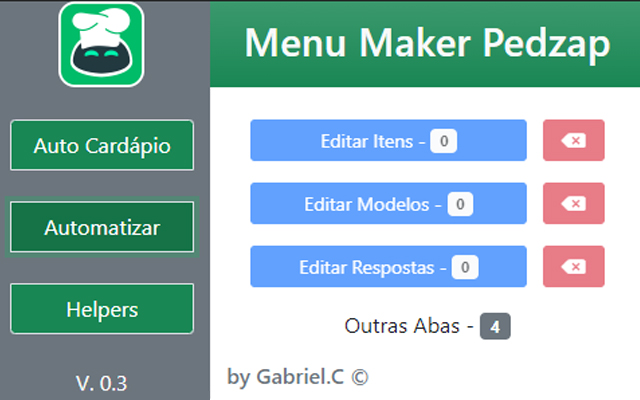 Menu Maker Pedzap
Auto Cardápio
Automatizar
Helpers
V. 0.3
Editar Itens - 0
Editar Modelos - 0
Editar Respostas - 0
Outras Abas - 4
by Gabriel.C ©